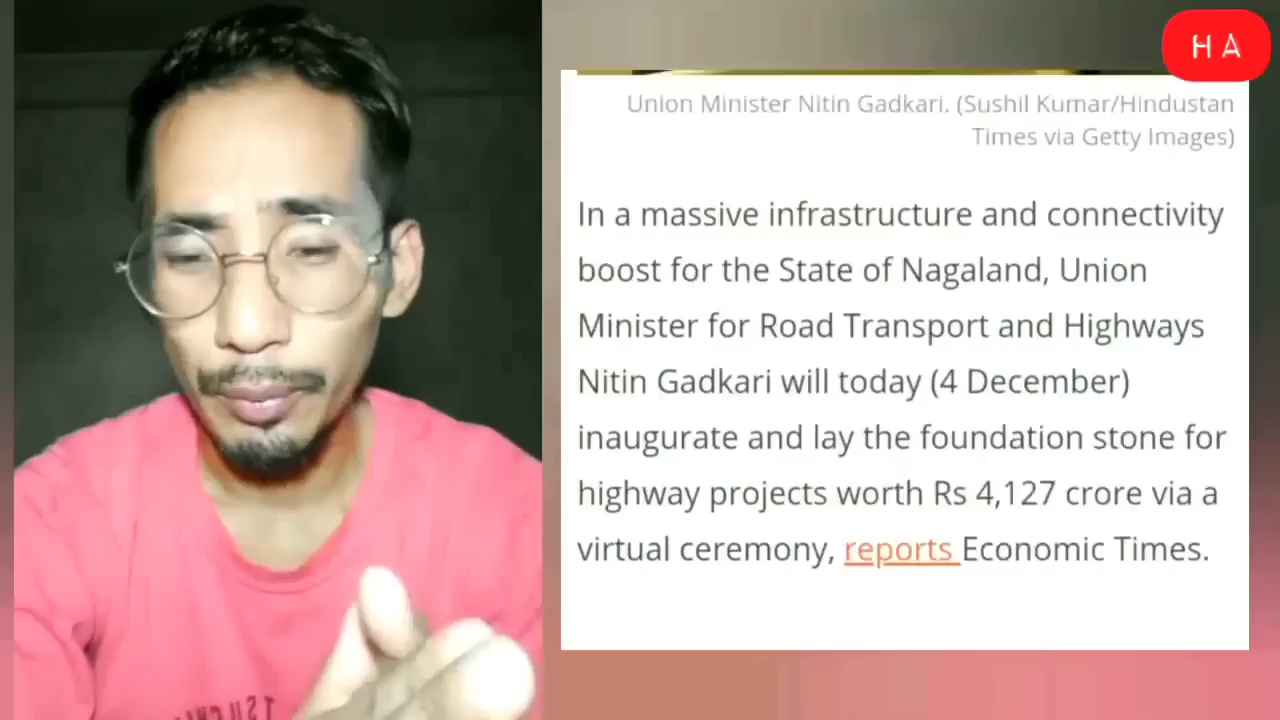 H A
Union Minister Nitin Gadkari. (Sushil Kumar/Hindustan
Times via Getty Images)
In a massive infrastructure and connectivity
boost for the State of Nagaland, Union
Minister for Road Transport and Highways
Nitin Gadkari will today (4 December)
inaugurate and lay the foundation stone for
highway projects worth Rs 4,127 crore via a
virtual ceremony, reports Economic Times.